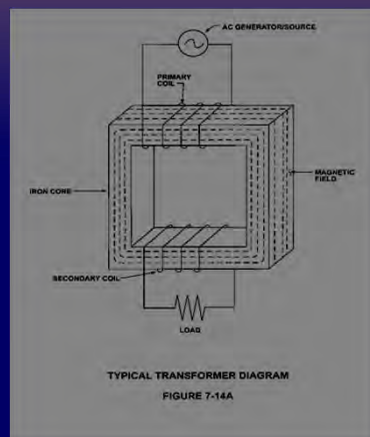 AC GENERATOR/SOURCE
PRIMARY
COIL
IRON CORE
MAGNETIC
FIELD
SECONDARY COIL
LOAD
TYPICAL TRANSFORMER DIAGRAM
FIGURE 7-14A